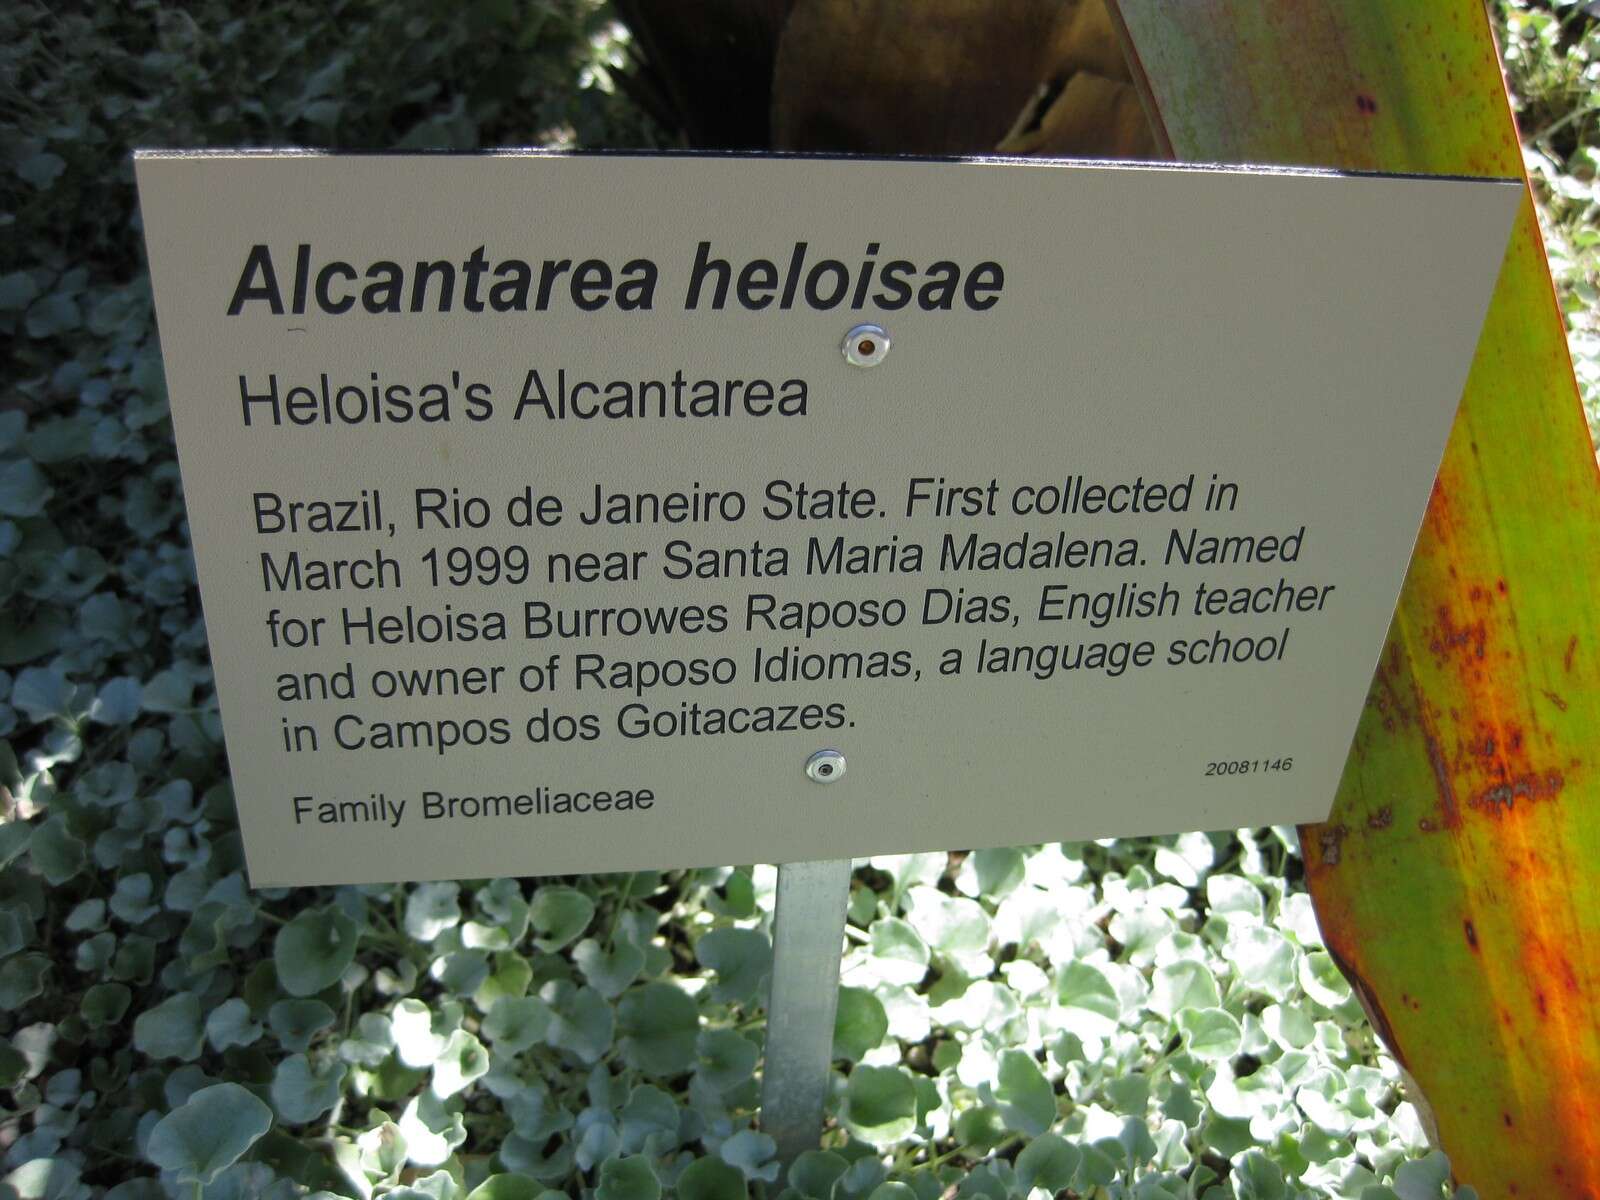 Alcantarea heloisae
Heloisa's Alcantarea
Brazil, Rio de Janeiro State. First collected in
March 1999 near Santa Maria Madalena. Named
for Heloisa Burrowes Raposo Dias, English teacher
and owner of Raposo Idiomas, a language school
in Campos dos Goitacazes.
20081146
Family Bromeliaceae